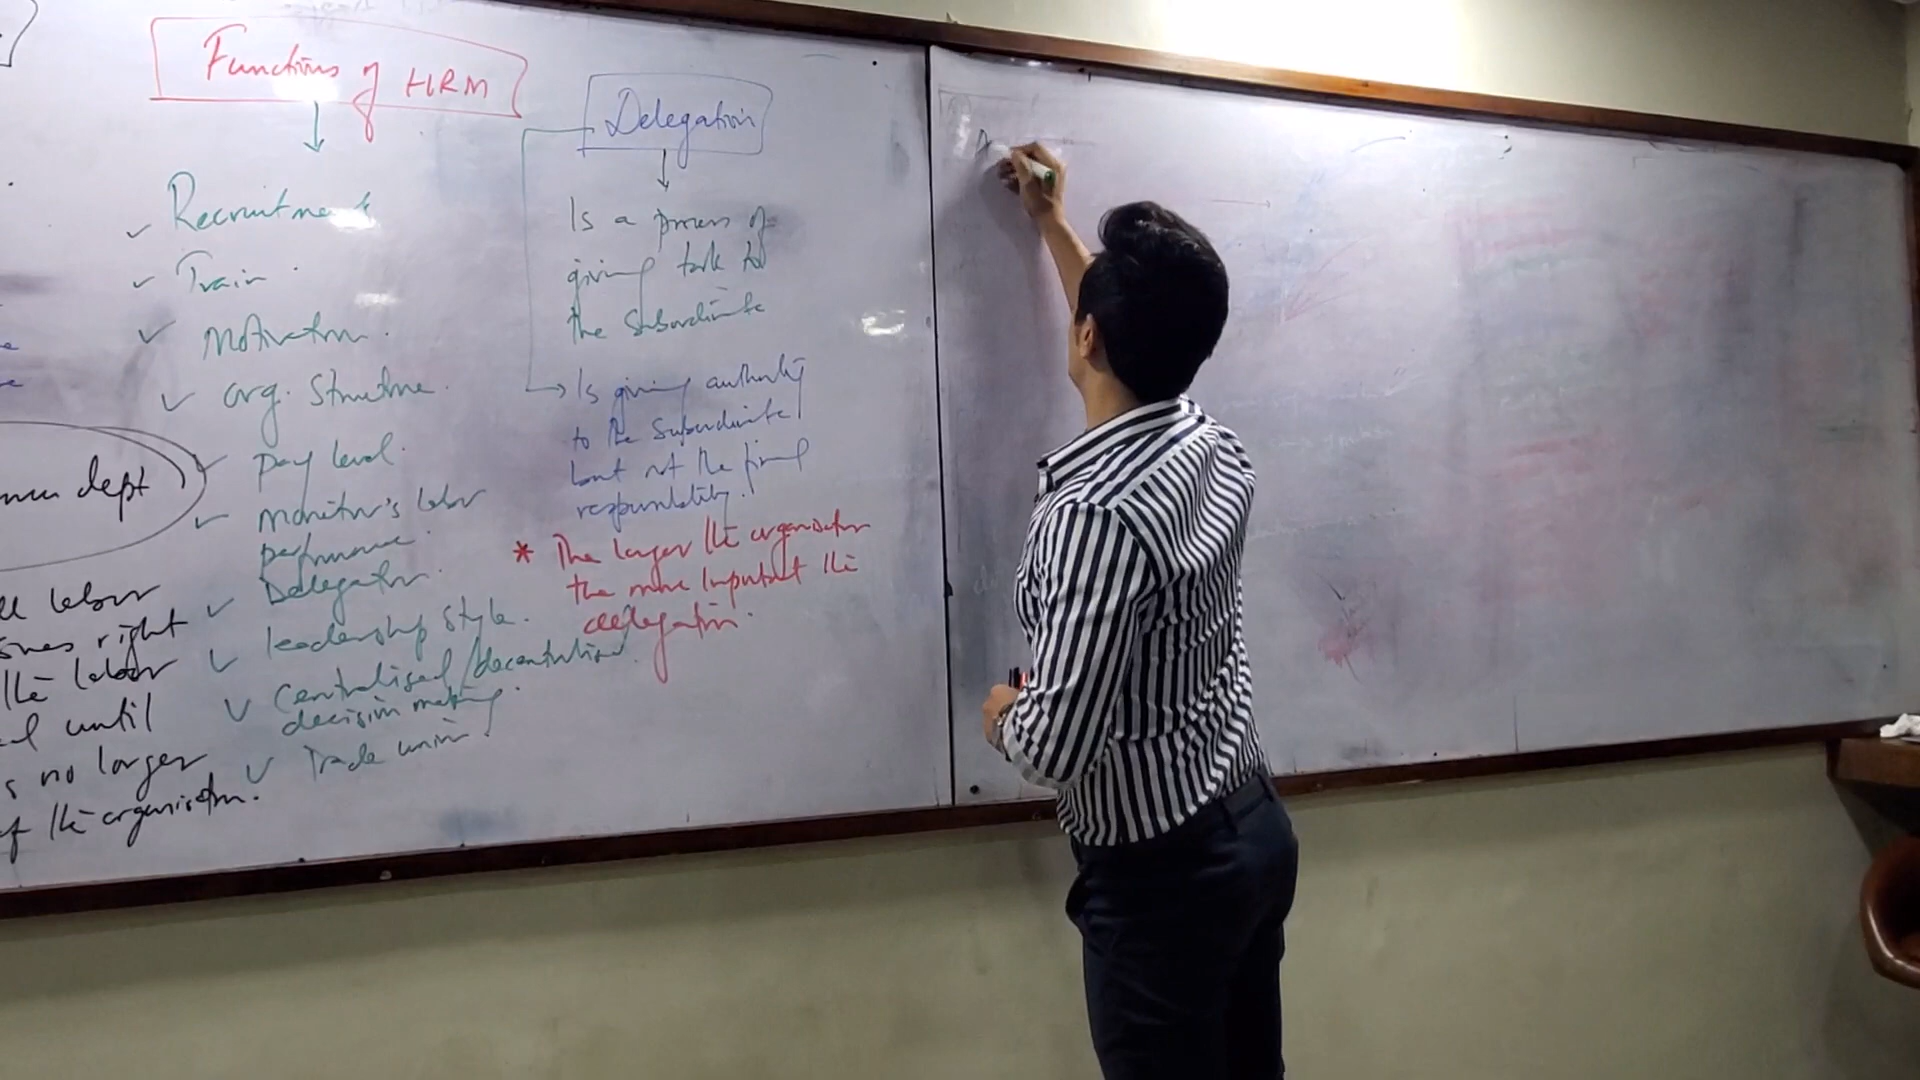 Functions of HRM
Recruitment
Train
Motivation.
org. Structure.
Pay level.
Monitor's labor
performance.
Delegation.
leadership style.
Centralised/decentralised.
decision making.
Trade union
Delegation
Is a process of
giving task to
the Subordinate
Is giving authority
to the Subordinate
but not the final
responsibility.
* The larger the organisation
the more important the
delegation.
dept
labor
right
the labor
until
s no longer
of the organisation.
A